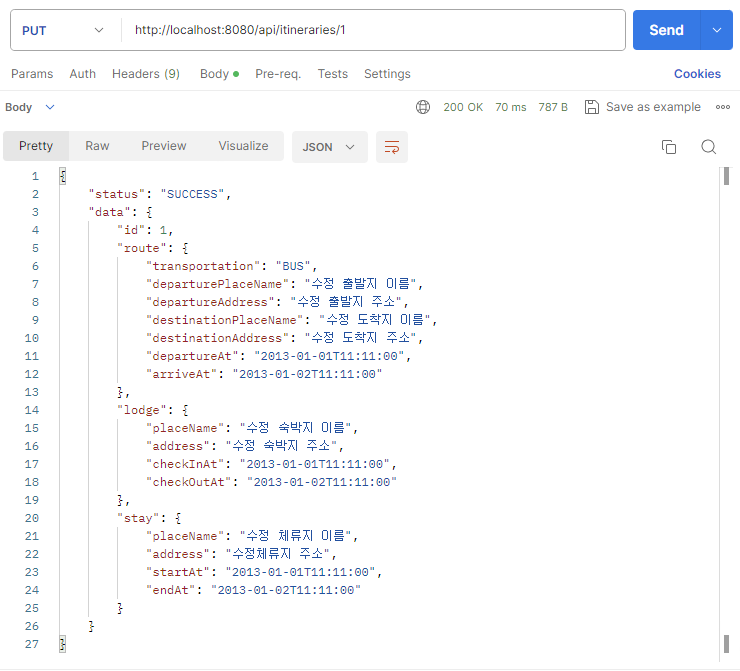 PUT http://localhost:8080/api/itineraries/1 Send
Params Auth Headers (9) Body Pre-req. Tests Settings Cookies
Body 200 OK 70 ms 787 B Save as example
Pretty Raw Preview Visualize JSON
1 {
2 "status": "SUCCESS",
3 "data": {
4 "id": 1,
5 "route": {
6 "transportation": "BUS",
7 "departurePlaceName": "수정 출발지 이름",
8 "departureAddress": "수정 출발지 주소",
9 "destinationPlaceName": "수정 도착지 이름",
10 "destinationAddress": "수정 도착지 주소",
11 "departureAt": "2013-01-01T11:11:00",
12 "arriveAt": "2013-01-02T11:11:00"
13 },
14 "lodge": {
15 "placeName": "수정 숙박지 이름",
16 "address": "수정 숙박지 주소",
17 "checkInAt": "2013-01-01T11:11:00",
18 "checkOutAt": "2013-01-02T11:11:00"
19 },
20 "stay": {
21 "placeName": "수정 체류지 이름",
22 "address": "수정체류지 주소",
23 "startAt": "2013-01-01T11:11:00",
24 "endAt": "2013-01-02T11:11:00"
25 }
26 }
27 }